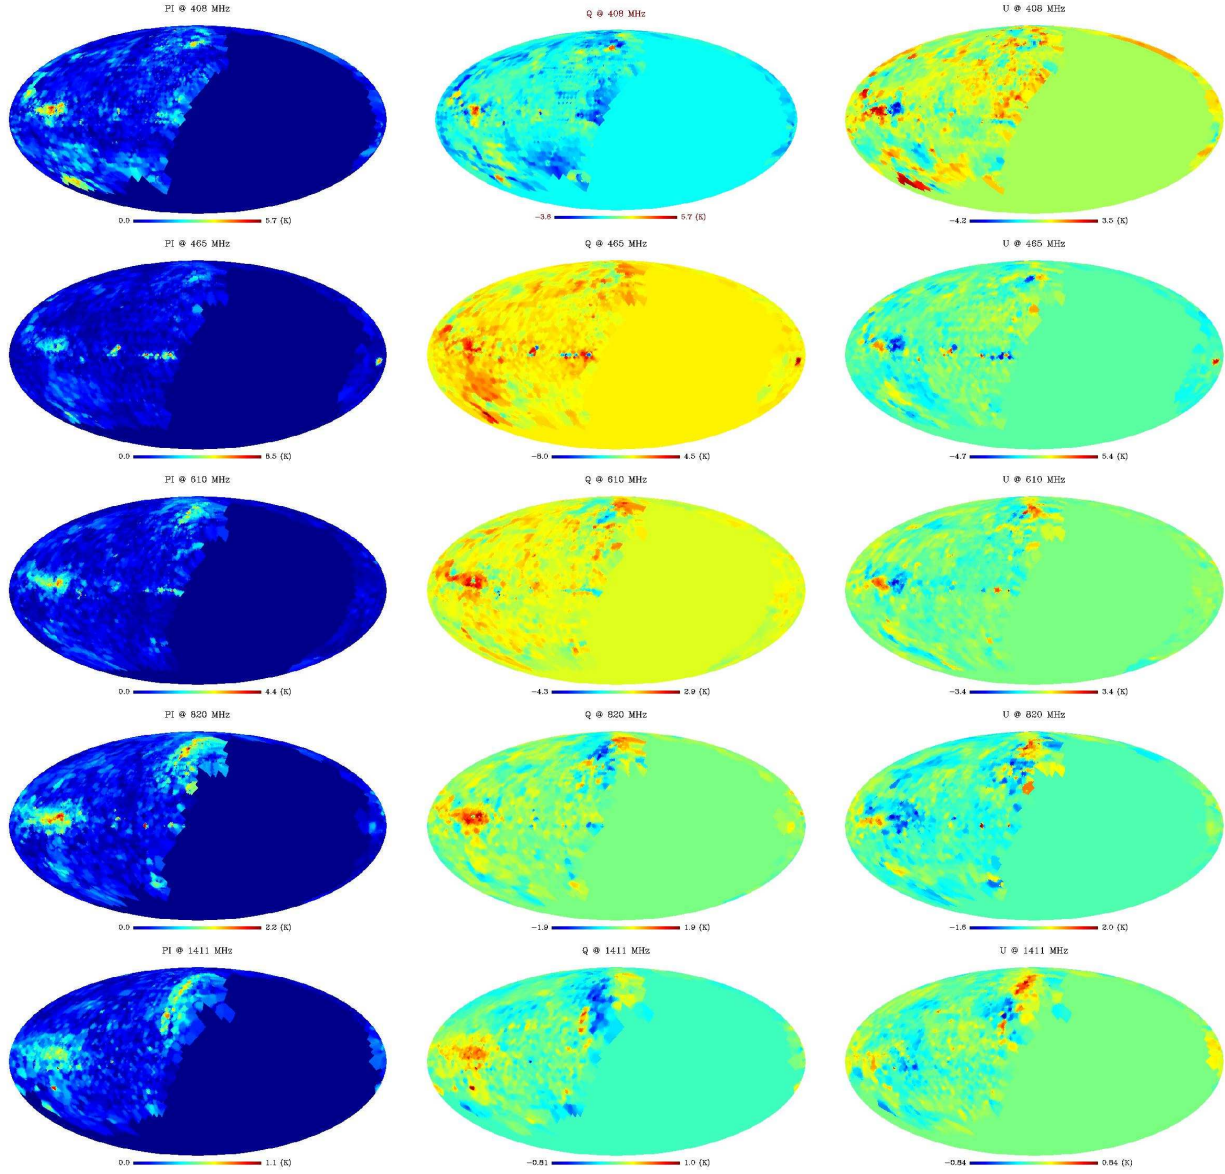 PI @ 408 MHz
Q @ 408 MHz
U @ 408 MHz
0.0 5.7 (K)
-3.8 5.7 (K)
-4.2 3.5 (K)
PI @ 465 MHz
Q @ 465 MHz
U @ 465 MHz
0.0 8.5 (K)
-8.0 4.5 (K)
-4.7 5.4 (K)
PI @ 610 MHz
Q @ 610 MHz
U @ 610 MHz
0.0 4.4 (K)
-4.3 2.9 (K)
-3.4 3.4 (K)
PI @ 820 MHz
Q @ 820 MHz
U @ 820 MHz
0.0 2.2 (K)
-1.9 1.9 (K)
2.0 (K)
PI @ 1411 MHz
Q @ 1411 MHz
U @ 1411 MHz
0.0 1.1 (K)
-0.81 1.0 (K)
-0.84 0.84 (K)